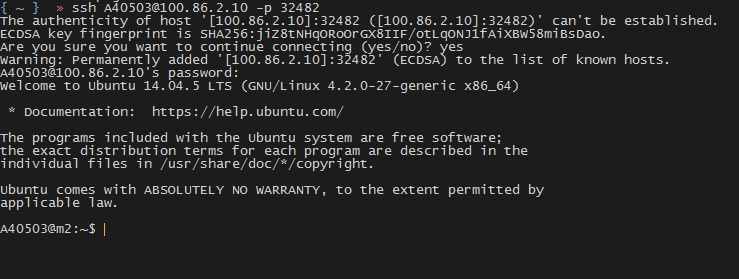 { ~ } » ssh A40503@100.86.2.10 -p 32482
The authenticity of host '[100.86.2.10]:32482 ([100.86.2.10]:32482)' can't be established.
ECDSA key fingerprint is SHA256:jiZ8tNHqORoOrGX8IIF/otLqONJ1fAiXBW58miBsDao.
Are you sure you want to continue connecting (yes/no)? yes
Warning: Permanently added '[100.86.2.10]:32482' (ECDSA) to the list of known hosts.
A40503@100.86.2.10's password:
Welcome to Ubuntu 14.04.5 LTS (GNU/Linux 4.2.0-27-generic x86_64)
* Documentation: https://help.ubuntu.com/
The programs included with the Ubuntu system are free software;
the exact distribution terms for each program are described in the
individual files in /usr/share/doc/*/copyright.
Ubuntu comes with ABSOLUTELY NO WARRANTY, to the extent permitted by
applicable law.
A40503@m2:~$